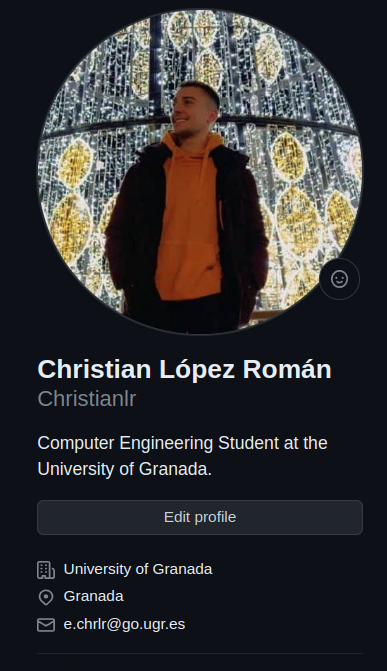 Christian López Román
Christianlr
Computer Engineering Student at the
University of Granada.
Edit profile
University of Granada
Granada
e.chrlr@go.ugr.es